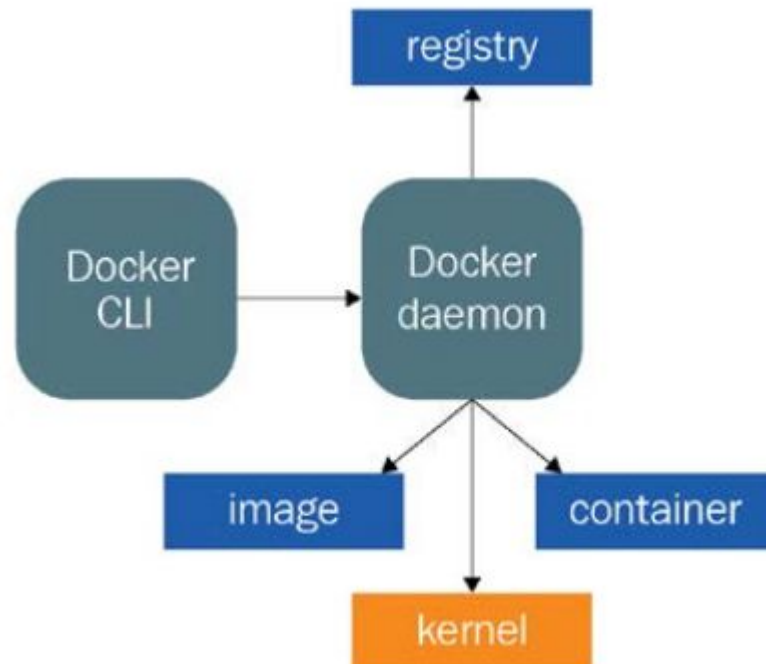 registry
Docker
CLI
Docker
daemon
image
container
kernel